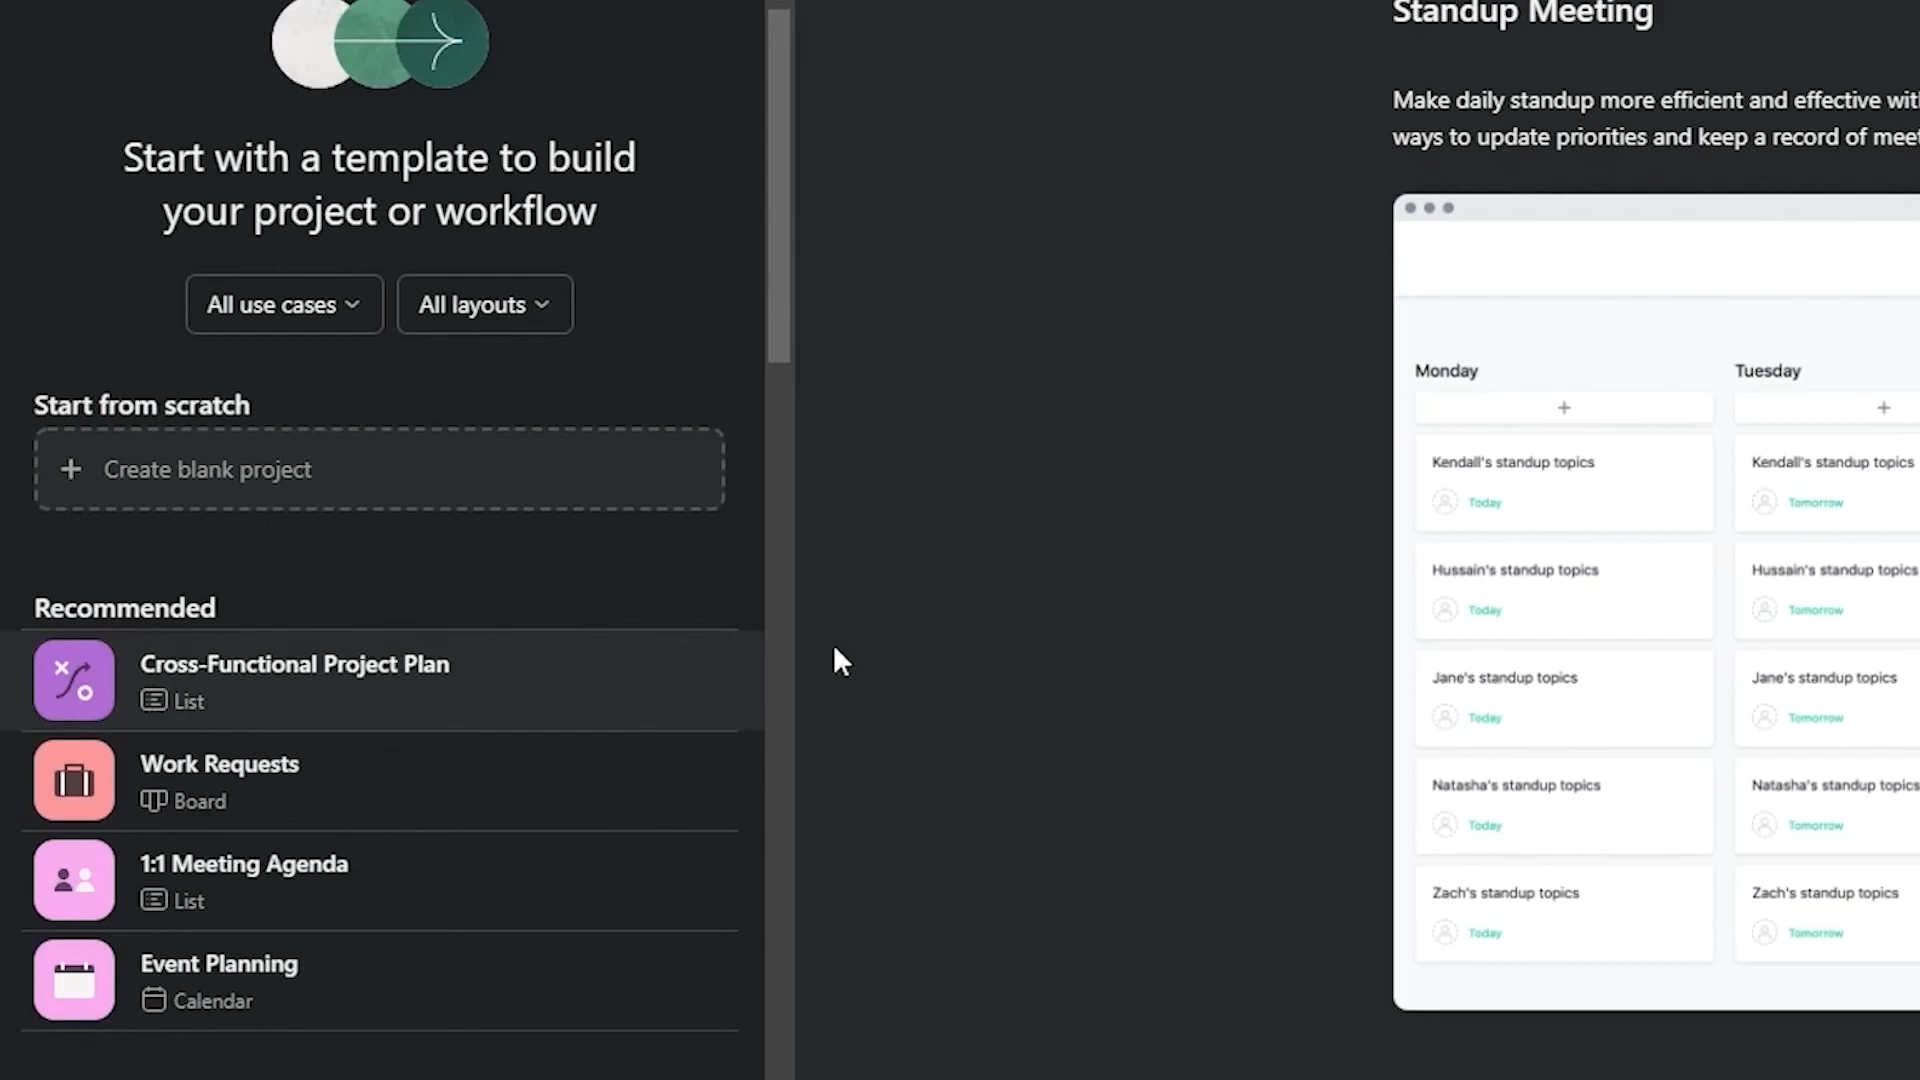 Start with a template to build
your project or workflow
All use cases
All layouts
Start from scratch
+ Create blank project
Recommended
Cross-Functional Project Plan
List
Work Requests
Board
1:1 Meeting Agenda
List
Event Planning
Calendar
Standup Meeting
Make daily standup more efficient and effective
ways to update priorities and keep a record of
Monday
+
Kendall's standup topics
Today
Hussain's standup topics
Today
Jane's standup topics
Today
Natasha's standup topics
Today
Zach's standup topics
Today
Tuesday
+
Kendall's standup topics
Tomorrow
Hussain's standup topics
Tomorrow
Jane's standup topics
Tomorrow
Natasha's standup topics
Tomorrow
Zach's standup topics
Tomorrow